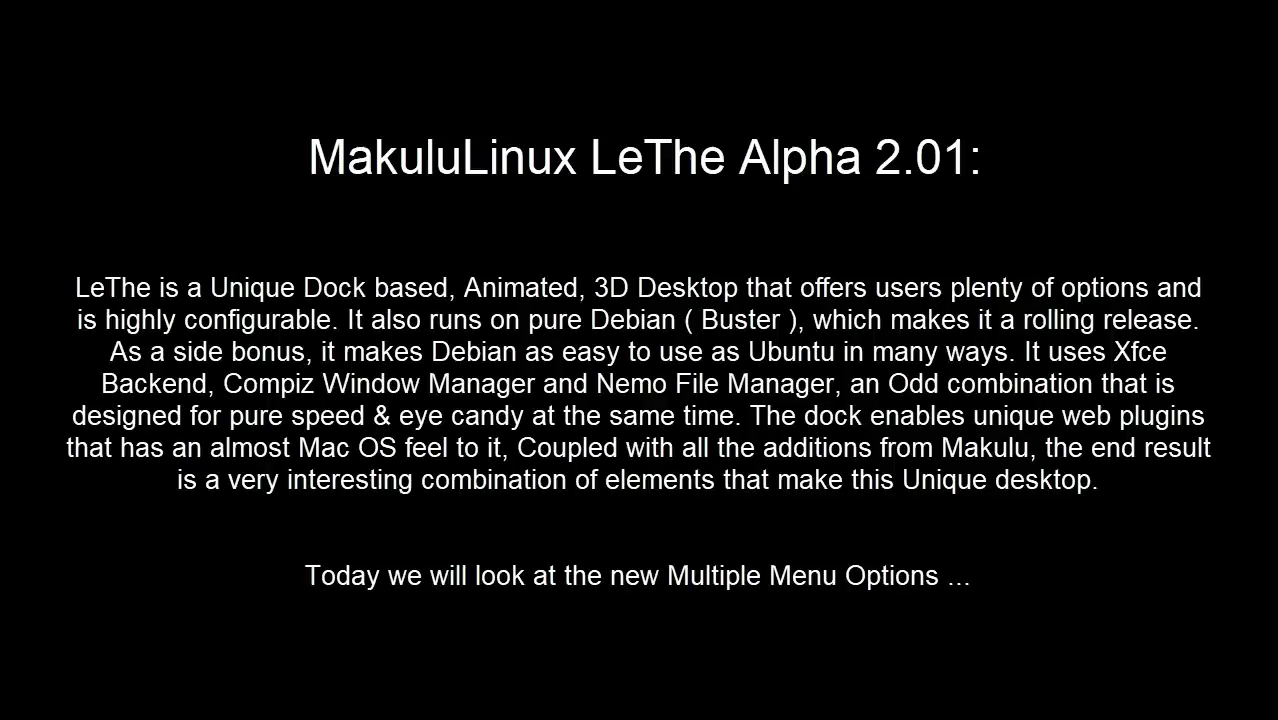 MakuluLinux LeThe Alpha 2.01:
LeThe is a Unique Dock based, Animated, 3D Desktop that offers users plenty of options and
is highly configurable. It also runs on pure Debian ( Buster ), which makes it a rolling release.
As a side bonus, it makes Debian as easy to use as Ubuntu in many ways. It uses Xfce
Backend, Compiz Window Manager and Nemo File Manager, an Odd combination that is
designed for pure speed & eye candy at the same time. The dock enables unique web plugins
that has an almost Mac OS feel to it, Coupled with all the additions from Makulu, the end result
is a very interesting combination of elements that make this Unique desktop.
Today we will look at the new Multiple Menu Options ...